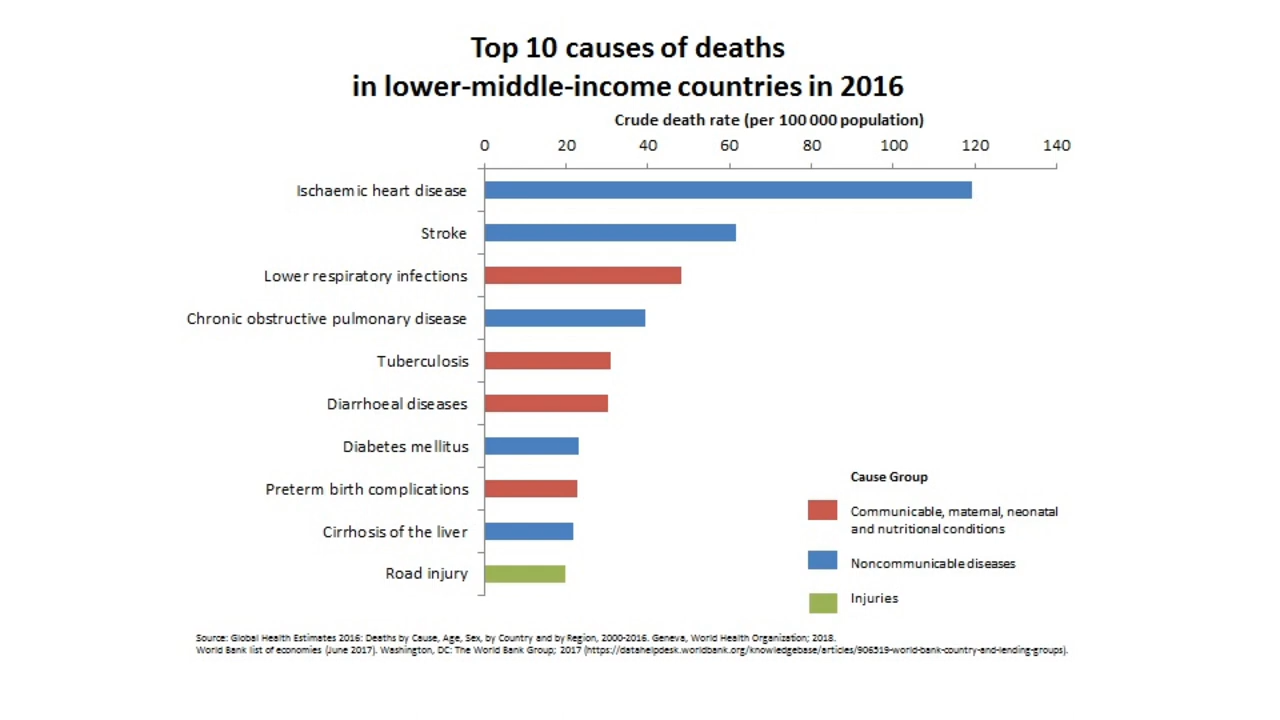 Top 10 causes of deaths
in lower-middle-income countries in 2016
Crude death rate (per 100 000 population)
0 20 40 60 80 100 120 140
Ischaemic heart disease
Stroke
Lower respiratory infections
Chronic obstructive pulmonary disease
Tuberculosis
Diarrhoeal diseases
Diabetes mellitus
Preterm birth complications
Cirrhosis of the liver
Road injury
Cause Group
Communicable, maternal, neonatal
and nutritional conditions
Noncommunicable diseases
Injuries
Source: Global Health Estimates 2016: Deaths by Cause, Age, Sex, by Country and by Region, 2000-2016. Geneva, World Health Organization; 2018.
World Bank list of economies (June 2017). Washington, DC: The World Bank Group; 2017 (https://datahelpdesk.worldbank.org/knowledgebase/articles/906519-world-bank-country-and-lending-groups).